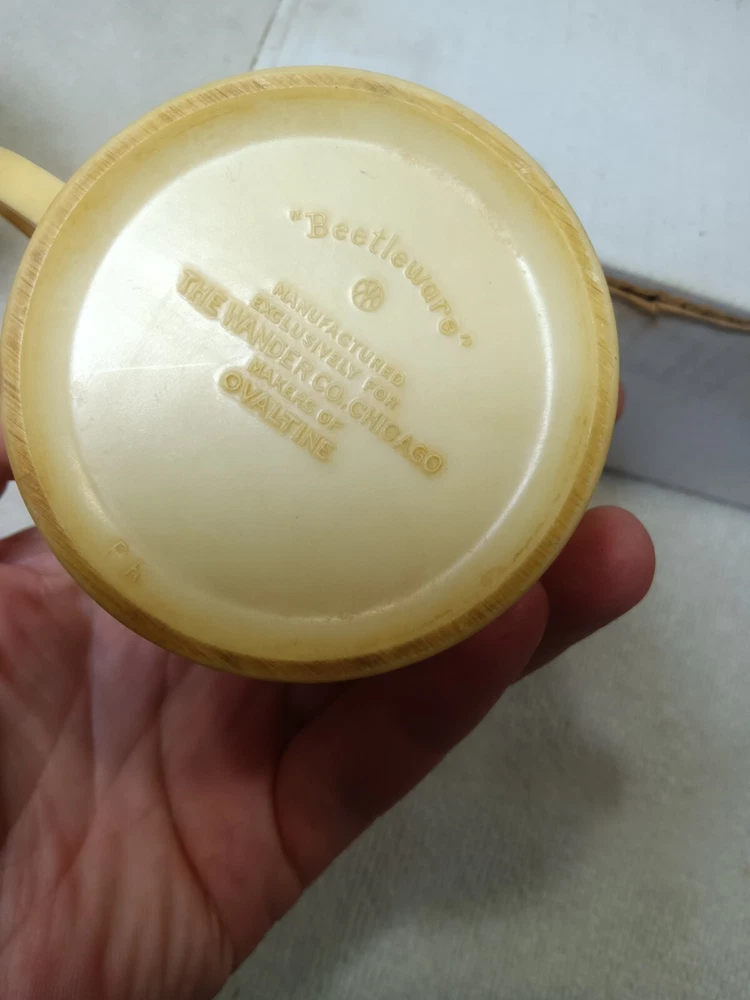 "Beetleware"
MANUFACTURED
EXCLUSIVELY FOR
THE WANDER CO. CHICAGO
MAKERS OF
OVALTINE